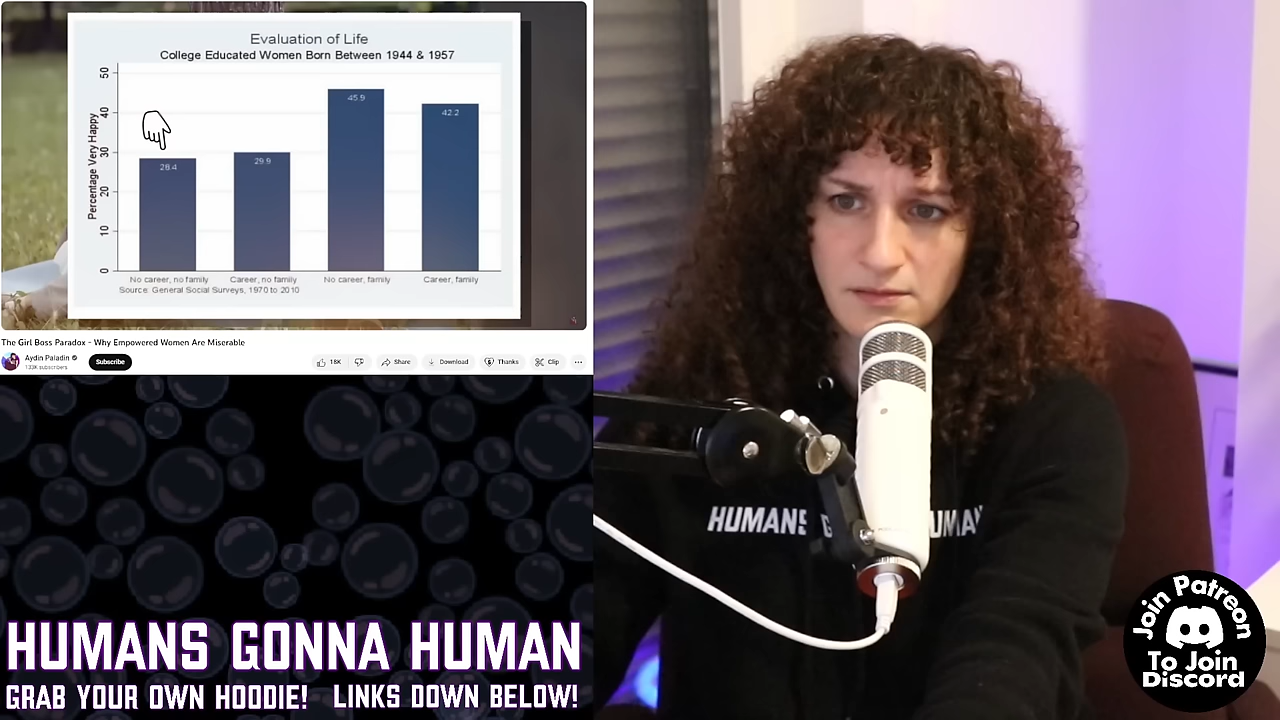 Evaluation of Life
College Educated Women Born Between 1944 & 1957
Percentage Very Happy
50
40
30
20
10
0
28.4
29.9
45.9
42.2
No career, no family
Career, no family
No career, family
Career, family
Source: General Social Surveys, 1970 to 2010
The Girl Boss Paradox - Why Empowered Women Are Miserable
Aydin Paladin
133K subscribers
Subscribe
18K
Share
Download
Thanks
Clip
HUMANS GONNA HUMAN
GRAB YOUR OWN HOODIE! LINKS DOWN BELOW!
HUMANS G UMAN
Join Patreon
To Join
Discord